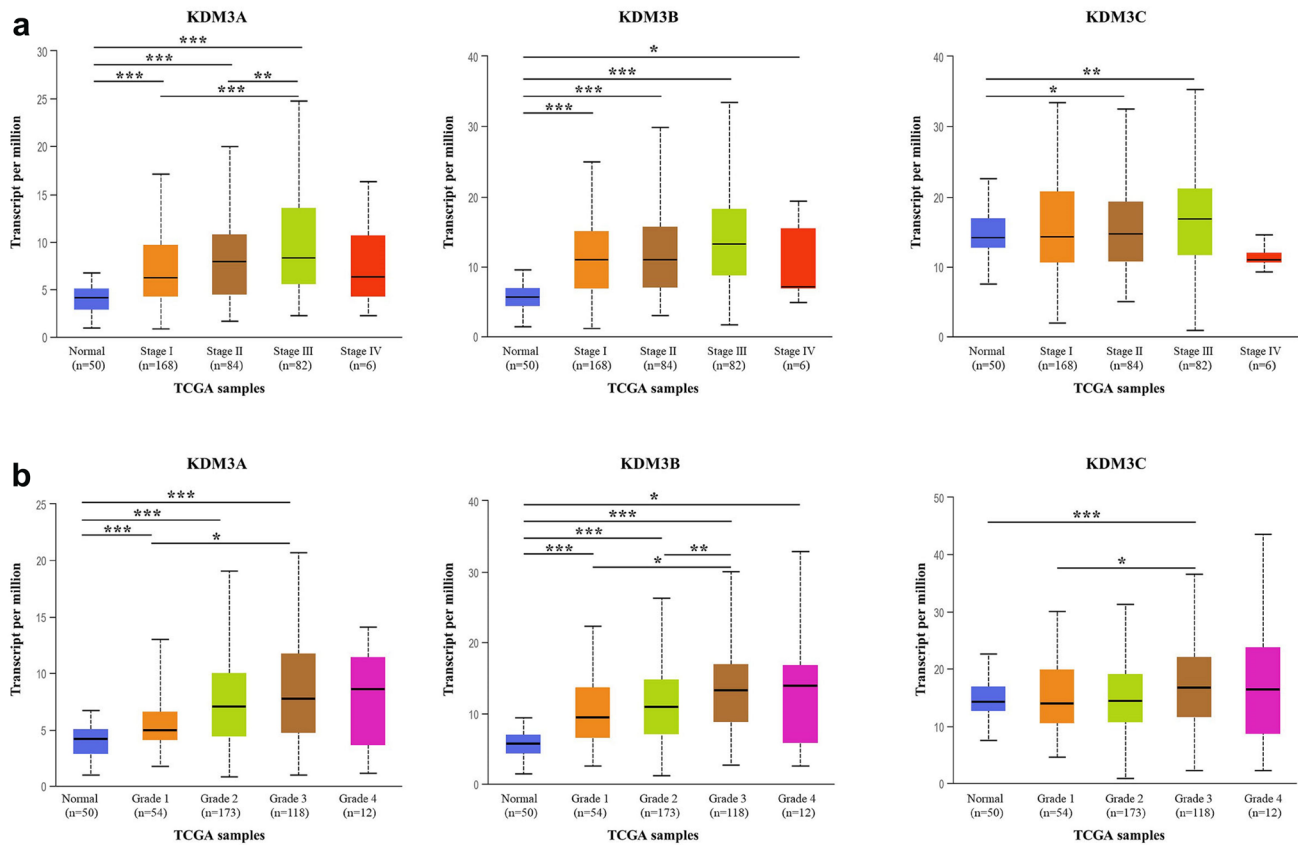 a
KDM3A
Transcript per million
30
25
20
15
10
5
0
***
***
***
**
***
Normal Stage I Stage II Stage III Stage IV
(n=50) (n=168) (n=84) (n=82) (n=6)
TCGA samples
KDM3B
Transcript per million
40
30
20
10
0
*
***
***
***
Normal Stage I Stage II Stage III Stage IV
(n=50) (n=168) (n=84) (n=82) (n=6)
TCGA samples
KDM3C
Transcript per million
40
30
20
10
0
**
*
Normal Stage I Stage II Stage III Stage IV
(n=50) (n=168) (n=84) (n=82) (n=6)
TCGA samples
b
KDM3A
Transcript per million
25
20
15
10
5
0
***
***
***
*
Normal Grade 1 Grade 2 Grade 3 Grade 4
(n=50) (n=54) (n=173) (n=118) (n=12)
TCGA samples
KDM3B
Transcript per million
40
30
20
10
0
*
***
***
***
**
*
Normal Grade 1 Grade 2 Grade 3 Grade 4
(n=50) (n=54) (n=173) (n=118) (n=12)
TCGA samples
KDM3C
Transcript per million
50
40
30
20
10
0
***
*
Normal Grade 1 Grade 2 Grade 3 Grade 4
(n=50) (n=54) (n=173) (n=118) (n=12)
TCGA samples